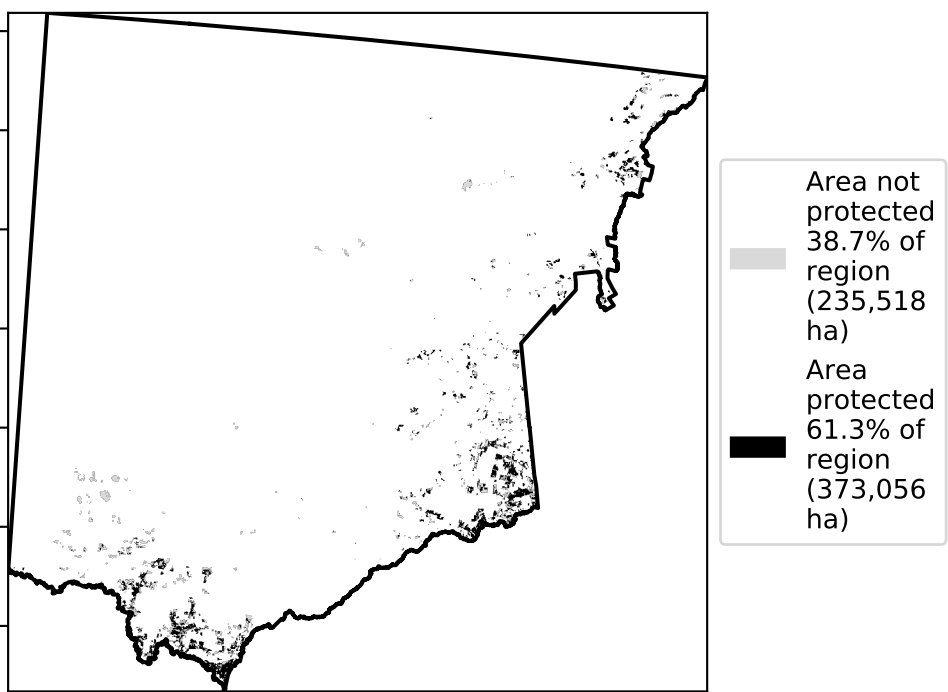 Area not
protected
38.7% of
region
(235,518
ha)
Area
protected
61.3% of
region
(373,056
ha)